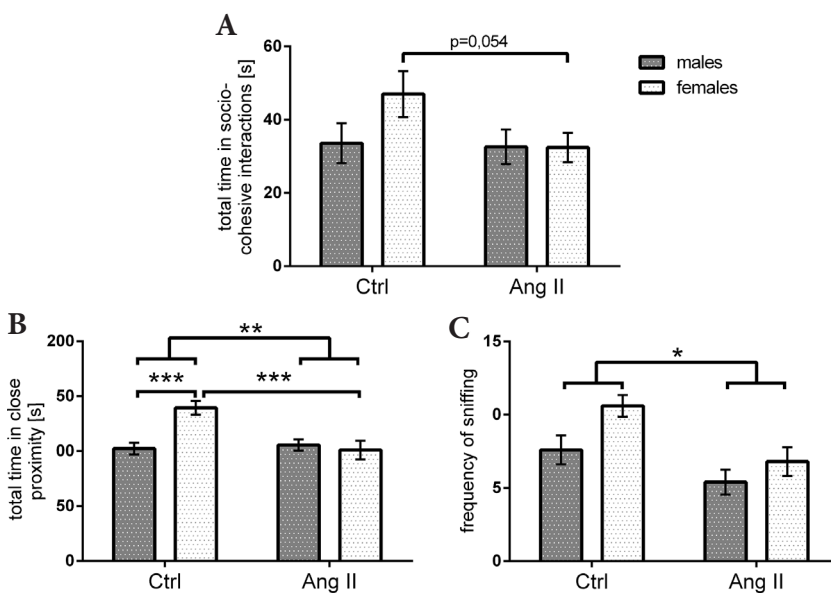 A
total time in socio-
cohesive interactions [s]
60
40
20
0
p=0,054
Ctrl
Ang II
males
females
B
total time in close
proximity [s]
200
50
00
50
0
**
***
***
Ctrl
Ang II
C
frequency of sniffing
15
0
5
0
*
Ctrl
Ang II